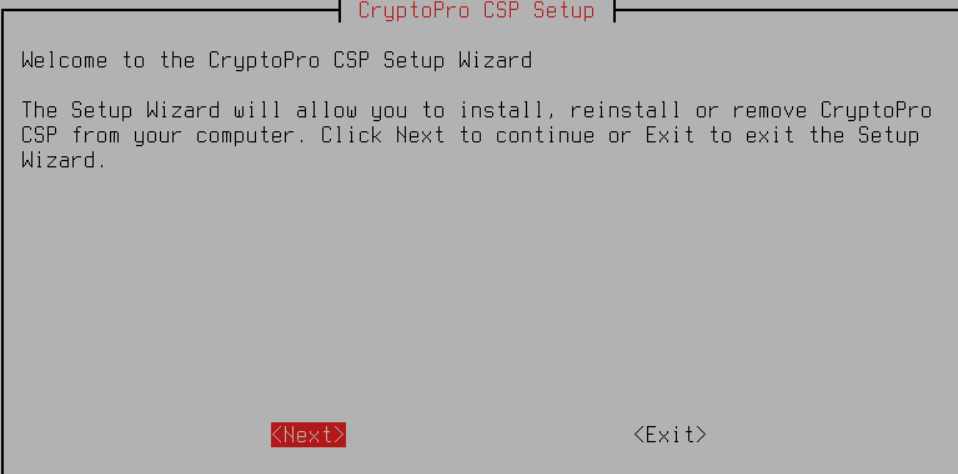 CryptoPro CSP Setup
Welcome to the CryptoPro CSP Setup Wizard
The Setup Wizard will allow you to install, reinstall or remove CryptoPro
CSP from your computer. Click Next to continue or Exit to exit the Setup
Wizard.
<Next> <Exit>